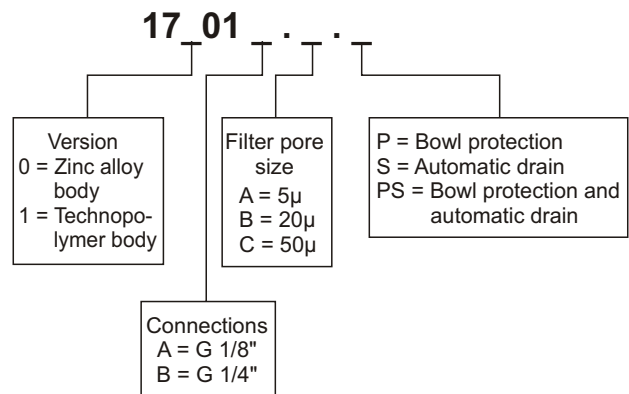 17_01 _ . _ . _
Version
0 = Zinc alloy
body
1 = Technopo-
lymer body
Filter pore
size
A = 5µ
B = 20µ
C = 50µ
P = Bowl protection
S = Automatic drain
PS = Bowl protection and
automatic drain
Connections
A = G 1/8"
B = G 1/4"